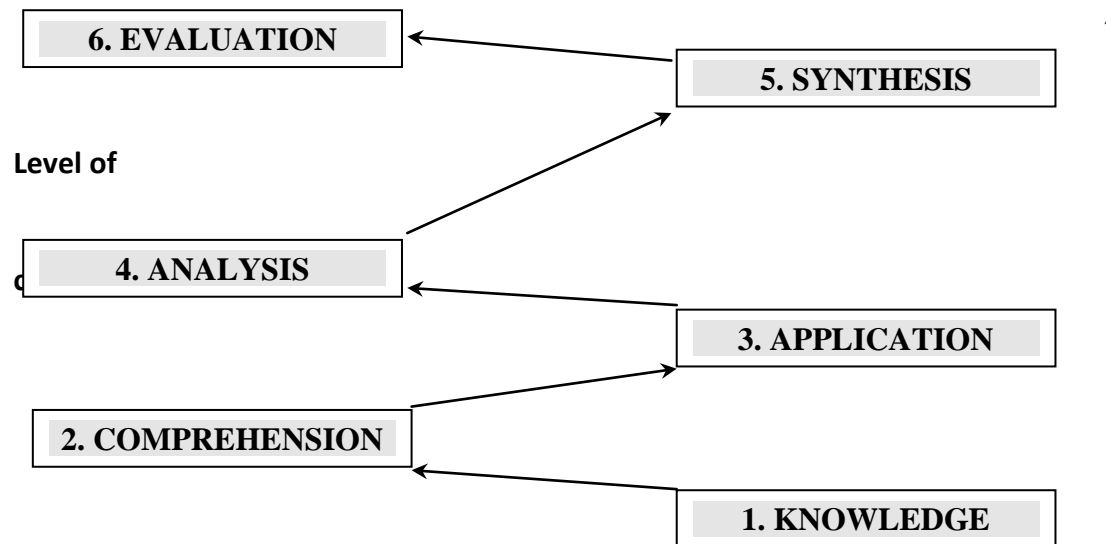 6. EVALUATION
5. SYNTHESIS
Level of
4. ANALYSIS
3. APPLICATION
2. COMPREHENSION
1. KNOWLEDGE